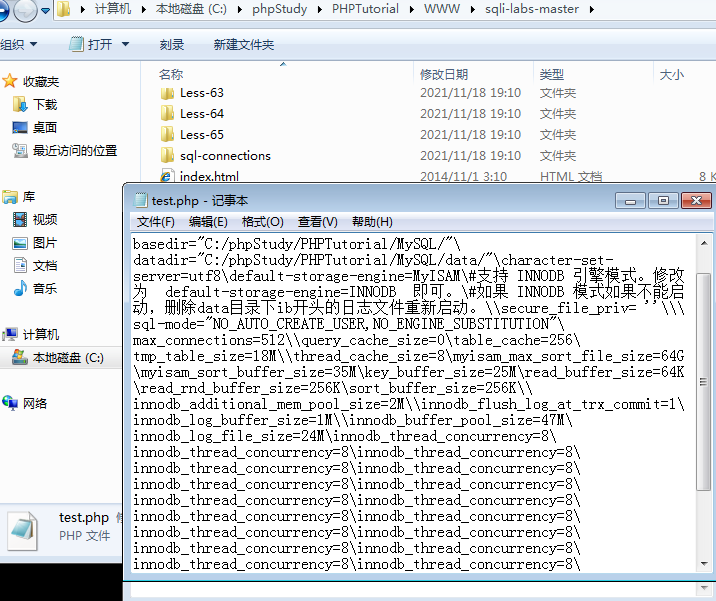 计算机 ▸ 本地磁盘 (C:) ▸ phpStudy ▸ PHPTutorial ▸ WWW ▸ sqli-labs-master ▸
组织 打开 刻录 新建文件夹
名称 修改日期 类型 大小
收藏夹
下载
桌面
最近访问的位置
库
视频
图片
文档
音乐
计算机
本地磁盘 (C:)
网络
Less-63 2021/11/18 19:10 文件夹
Less-64 2021/11/18 19:10 文件夹
Less-65 2021/11/18 19:10 文件夹
sql-connections 2021/11/18 19:10 文件夹
index.html 2014/11/1 3:10 HTML 文档 8 K
test.php - 记事本
文件(F) 编辑(E) 格式(O) 查看(V) 帮助(H)
basedir="C:/phpStudy/PHPTutorial/MySQL/"\
datadir="C:/phpStudy/PHPTutorial/MySQL/data/"\character-set-
server=utf8\default-storage-engine=MyISAM\#支持 INNODB 引擎模式。修改
为 default-storage-engine=INNODB 即可。\#如果 INNODB 模式如果不能启
动，删除data目录下ib开头的日志文件重新启动。\\secure_file_priv= ''\\\
sql-mode="NO_AUTO_CREATE_USER,NO_ENGINE_SUBSTITUTION"\
max_connections=512\\query_cache_size=0\table_cache=256\
tmp_table_size=18M\\thread_cache_size=8\myisam_max_sort_file_size=64G
\myisam_sort_buffer_size=35M\key_buffer_size=25M\read_buffer_size=64K
\read_rnd_buffer_size=256K\sort_buffer_size=256K\\
innodb_additional_mem_pool_size=2M\\innodb_flush_log_at_trx_commit=1\
innodb_log_buffer_size=1M\\innodb_buffer_pool_size=47M\
innodb_log_file_size=24M\innodb_thread_concurrency=8\
innodb_thread_concurrency=8\innodb_thread_concurrency=8\
innodb_thread_concurrency=8\innodb_thread_concurrency=8\
innodb_thread_concurrency=8\innodb_thread_concurrency=8\
innodb_thread_concurrency=8\innodb_thread_concurrency=8\
innodb_thread_concurrency=8\innodb_thread_concurrency=8\
innodb_thread_concurrency=8\innodb_thread_concurrency=8\
innodb_thread_concurrency=8\innodb_thread_concurrency=8\
innodb_thread_concurrency=8\innodb_thread_concurrency=8\
test.php
PHP 文件